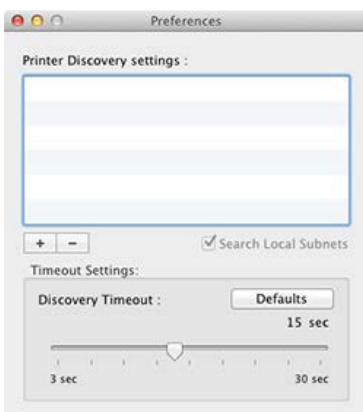 Preferences
Printer Discovery settings :
+ -
Search Local Subnets
Timeout Settings:
Discovery Timeout :
Defaults
15 sec
3 sec
30 sec